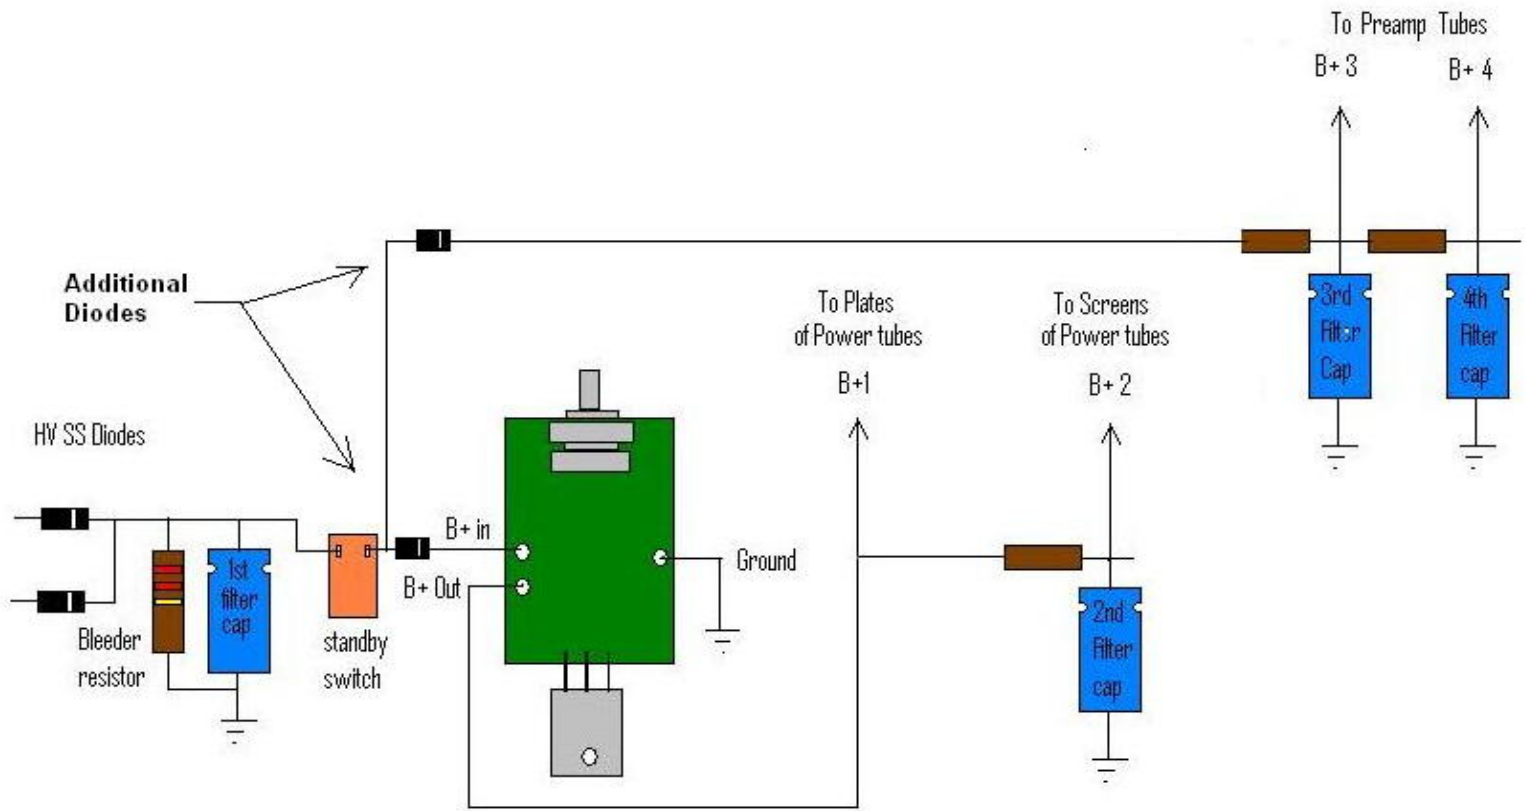 To Preamp Tubes
B+ 3
B+ 4
Additional
Diodes
3rd
Filter
Cap
4th
Filter
cap
To Plates
of Power tubes
B+1
To Screens
of Power tubes
B+ 2
HV SS Diodes
B+ in
B+ Out
Ground
1st
filter
cap
Bleeder
resistor
standby
switch
2nd
Filter
cap